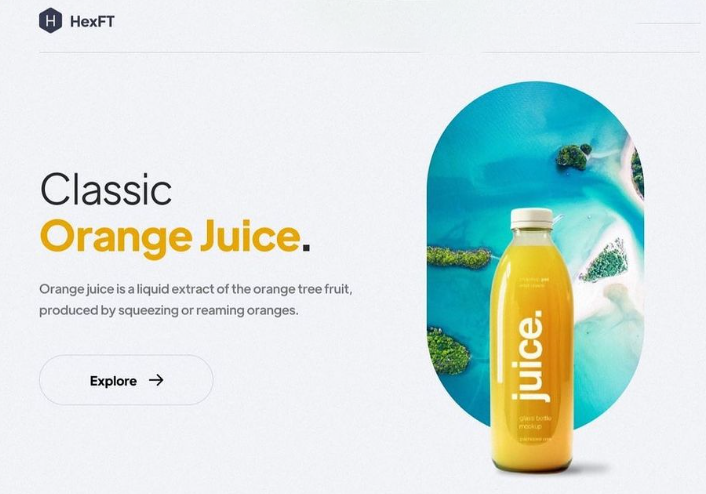 H HexFT
Classic
Orange Juice.
Orange juice is a liquid extract of the orange tree fruit,
produced by squeezing or reaming oranges.
Explore →
juice.
glass bottle
mockup